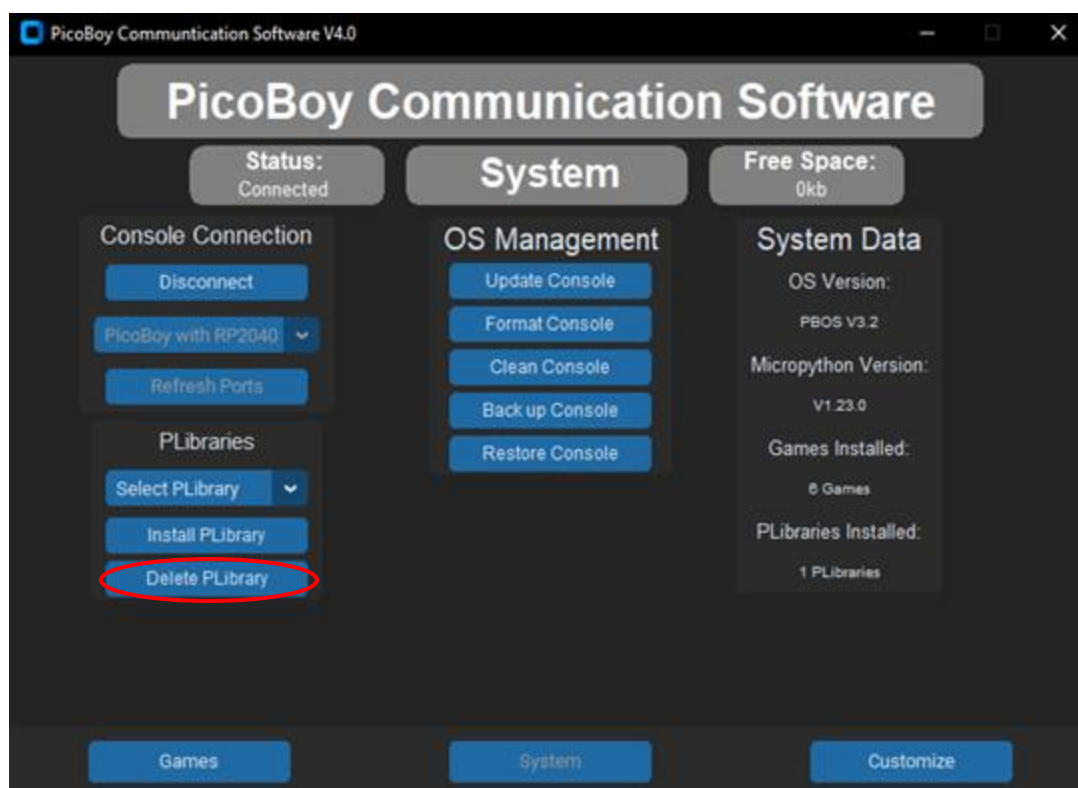 PicoBoy Communtication Software V4.0
PicoBoy Communication Software
Status:
Connected
System
Free Space:
0kb
Console Connection
Disconnect
PicoBoy with RP2040
Refresh Ports
PLibraries
Select PLibrary
Install PLibrary
Delete PLibrary
OS Management
Update Console
Format Console
Clean Console
Back up Console
Restore Console
System Data
OS Version:
PBOS V3.2
Micropython Version:
V1.23.0
Games Installed:
6 Games
PLibraries Installed:
1 PLibraries
Games
System
Customize